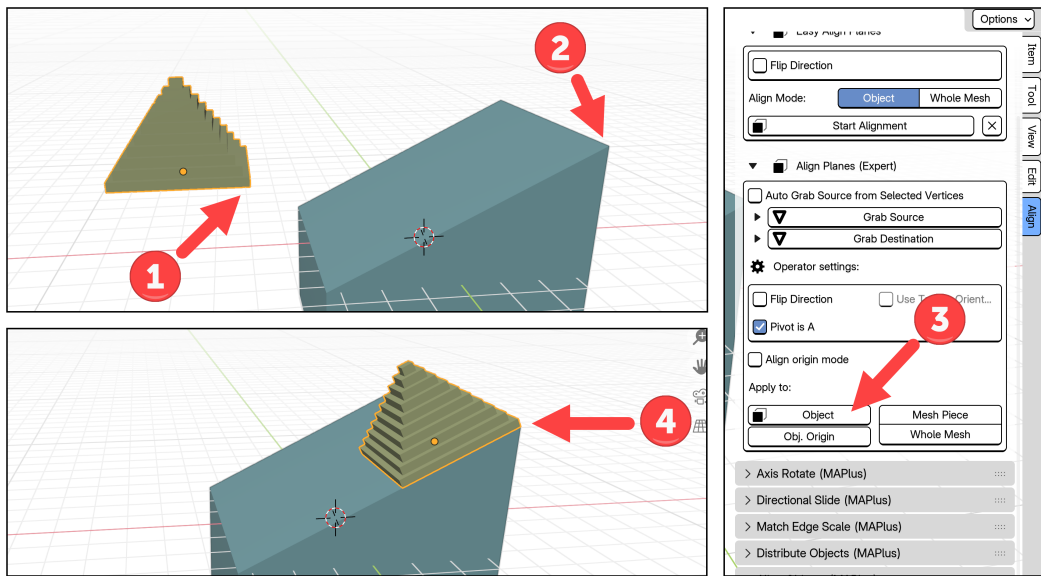 1
2
4
Options
Easy Align Planes
Flip Direction
Align Mode: Object Whole Mesh
Start Alignment
Align Planes (Expert)
Auto Grab Source from Selected Vertices
Grab Source
Grab Destination
Operator settings:
Flip Direction Use Orient...
3
Pivot is A
Align origin mode
Apply to:
Object Mesh Piece
Obj. Origin Whole Mesh
Axis Rotate (MAPlus)
Directional Slide (MAPlus)
Match Edge Scale (MAPlus)
Distribute Objects (MAPlus)
Item
Tool
View
Edit
Align